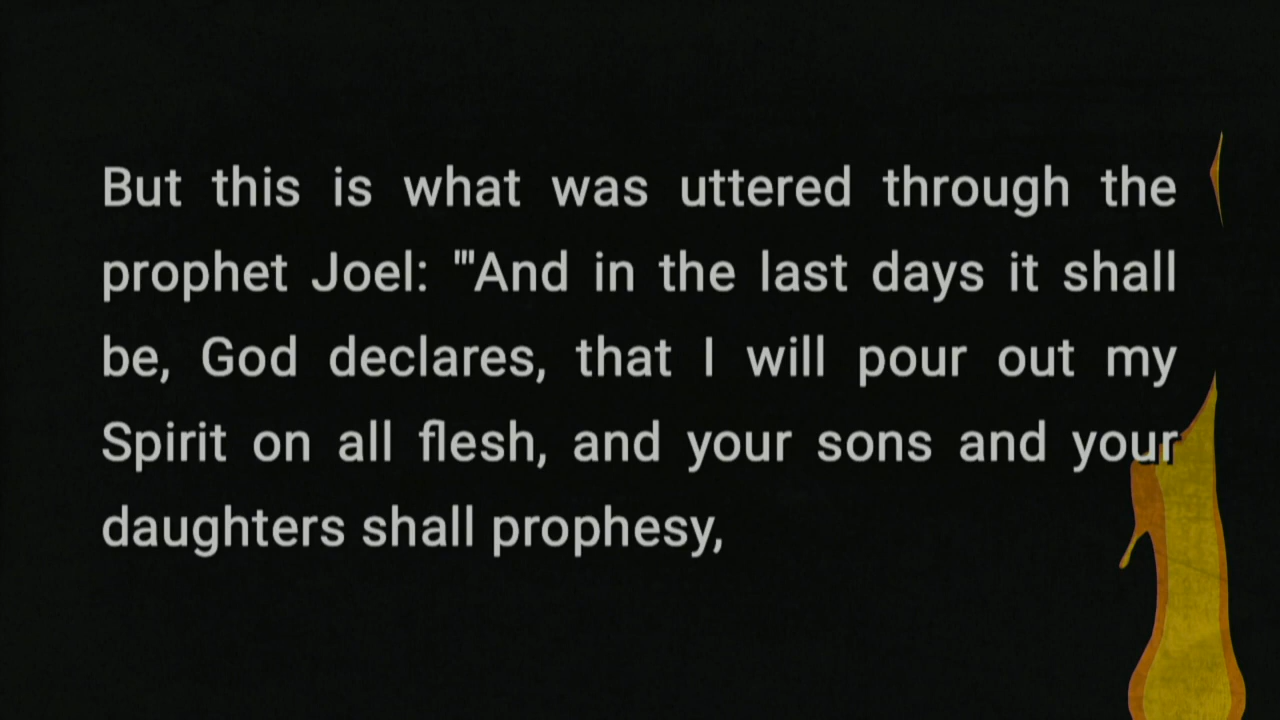 But this is what was uttered through the
prophet Joel: "'And in the last days it shall
be, God declares, that I will pour out my
Spirit on all flesh, and your sons and your
daughters shall prophesy,